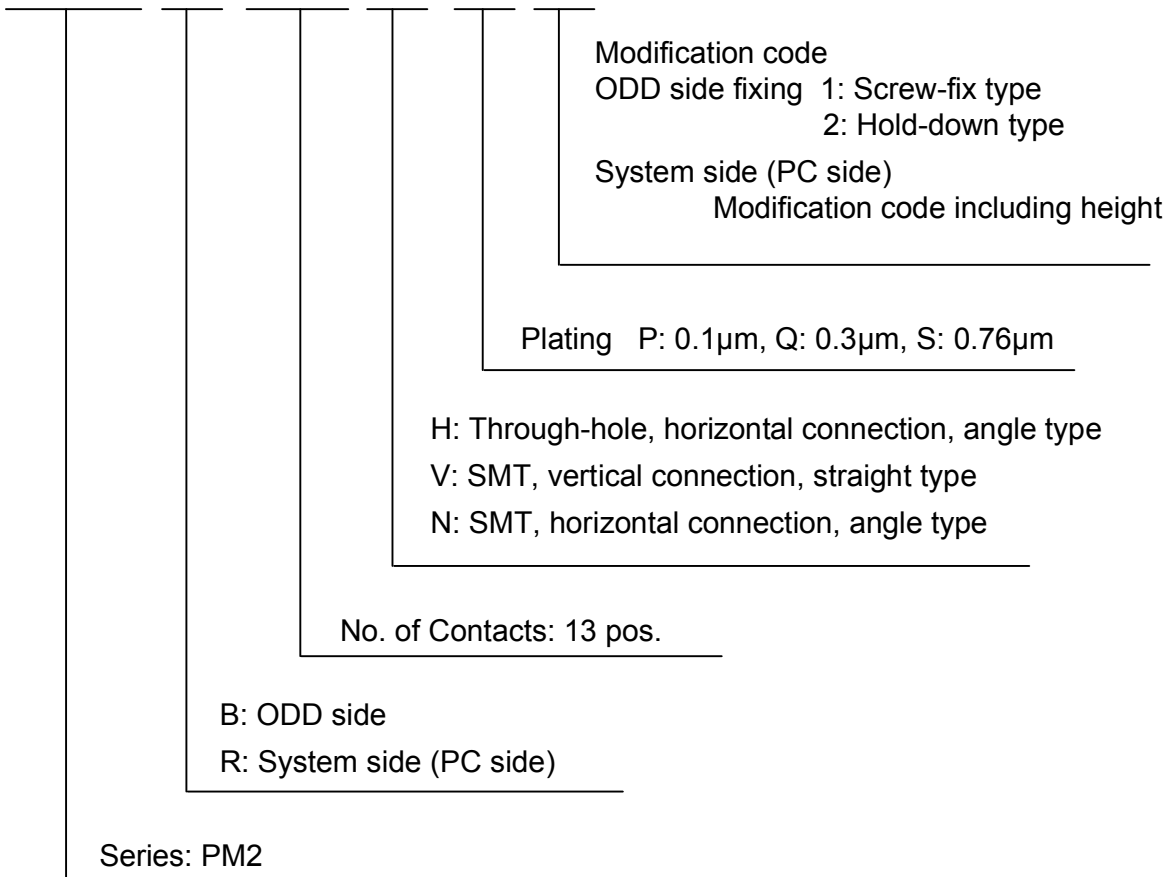 Modification code
ODD side fixing 1: Screw-fix type
2: Hold-down type
System side (PC side)
Modification code including height
Plating P: 0.1µm, Q: 0.3µm, S: 0.76µm
H: Through-hole, horizontal connection, angle type
V: SMT, vertical connection, straight type
N: SMT, horizontal connection, angle type
No. of Contacts: 13 pos.
B: ODD side
R: System side (PC side)
Series: PM2